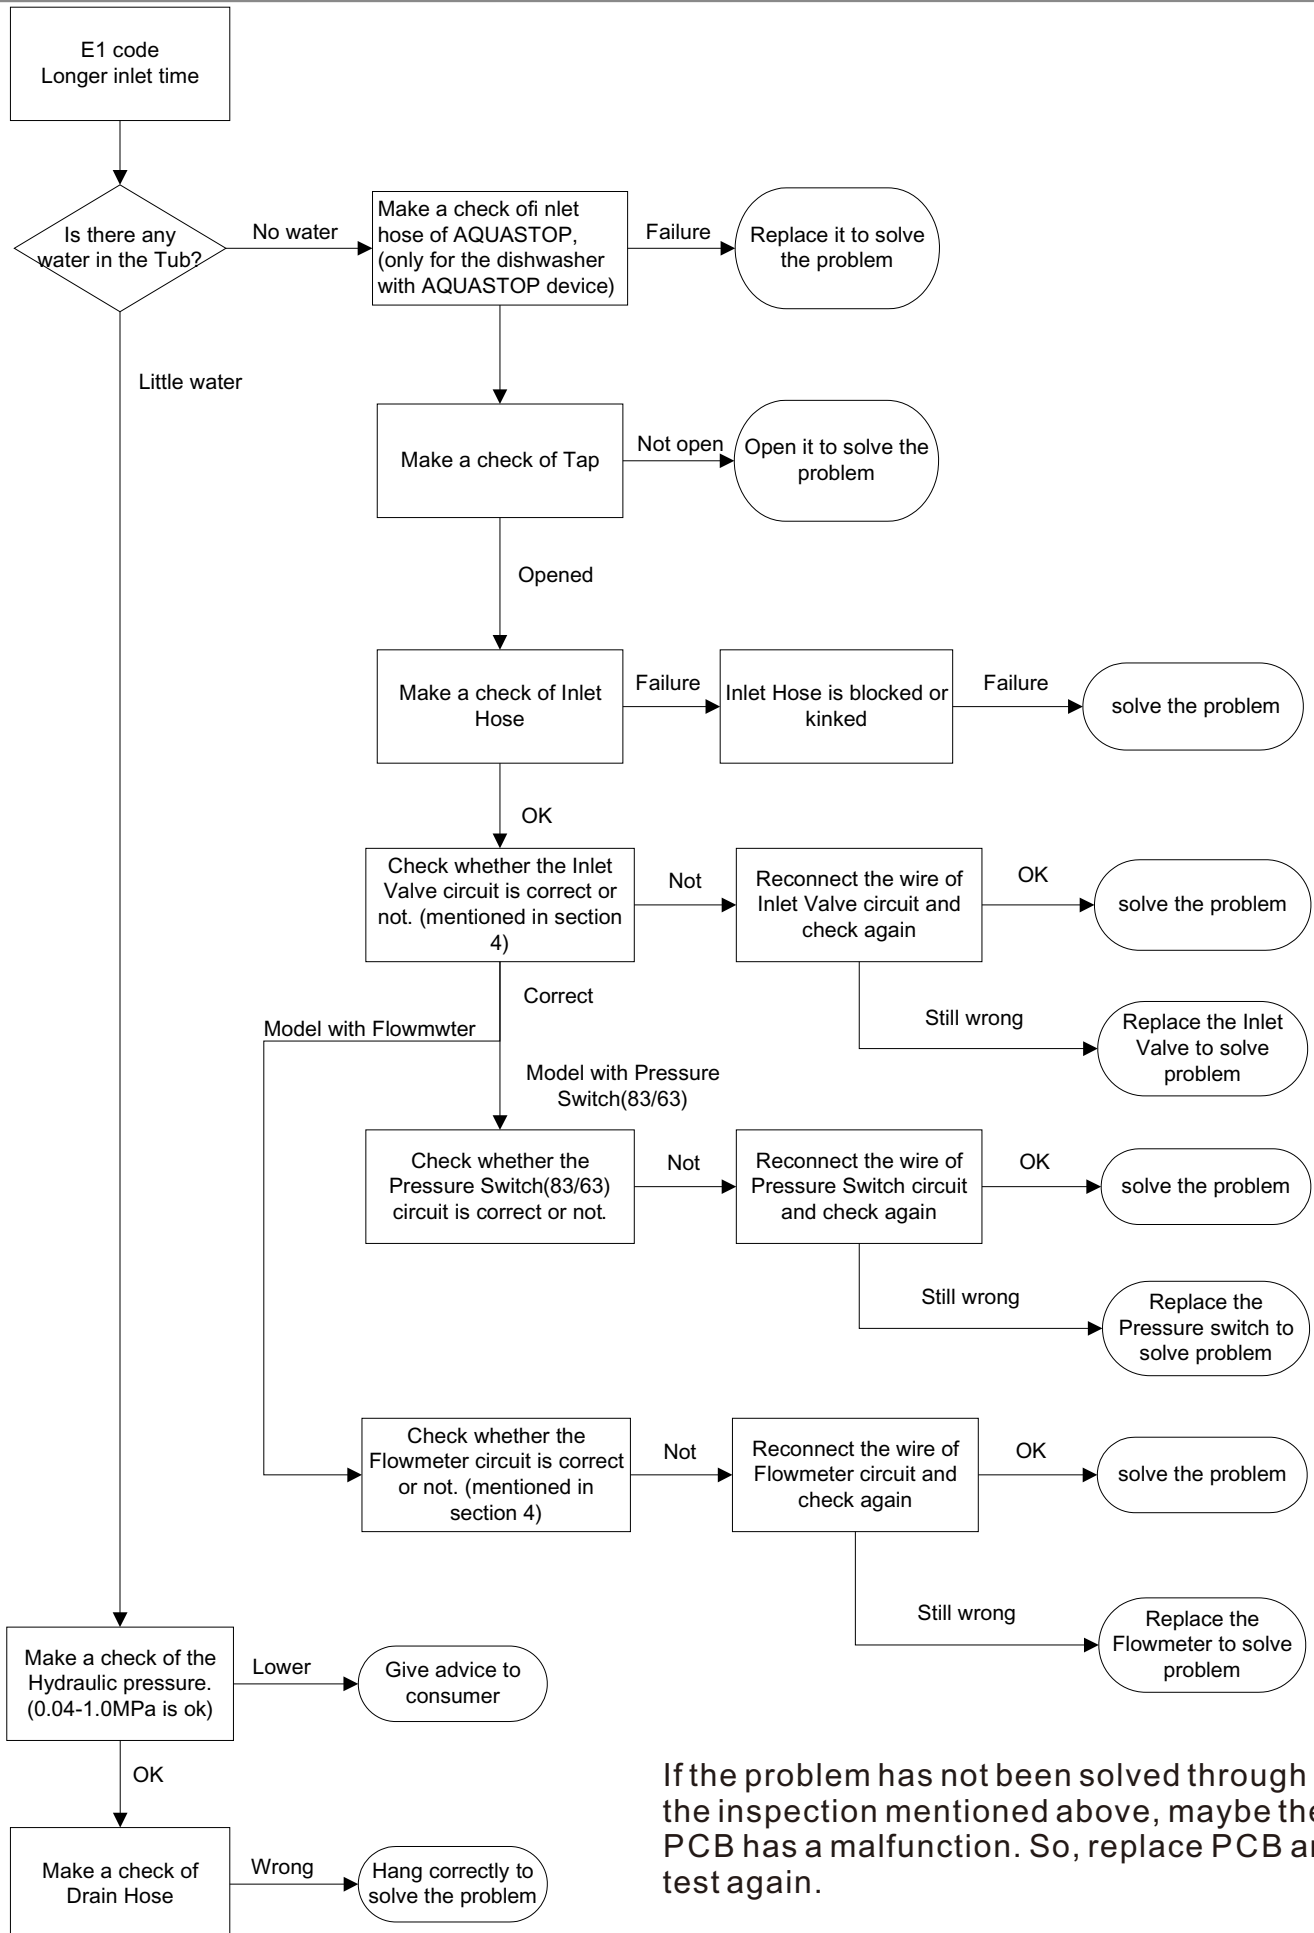 E1 code
Longer inlet time
Is there any
water in the Tub?
No water
Make a check ofi nlet
hose of AQUASTOP,
(only for the dishwasher
with AQUASTOP device)
Failure
Replace it to solve
the problem
Little water
Make a check of Tap
Not open
Open it to solve the
problem
Opened
Make a check of Inlet
Hose
Failure
Inlet Hose is blocked or
kinked
Failure
solve the problem
OK
Check whether the Inlet
Valve circuit is correct or
not. (mentioned in section
4)
Not
Reconnect the wire of
Inlet Valve circuit and
check again
OK
solve the problem
Correct
Still wrong
Replace the Inlet
Valve to solve
problem
Model with Flowmwter
Model with Pressure
Switch(83/63)
Check whether the
Pressure Switch(83/63)
circuit is correct or not.
Not
Reconnect the wire of
Pressure Switch circuit
and check again
OK
solve the problem
Still wrong
Replace the
Pressure switch to
solve problem
Check whether the
Flowmeter circuit is correct
or not. (mentioned in
section 4)
Not
Reconnect the wire of
Flowmeter circuit and
check again
OK
solve the problem
Still wrong
Replace the
Flowmeter to solve
problem
Make a check of the
Hydraulic pressure.
(0.04-1.0MPa is ok)
Lower
Give advice to
consumer
OK
Make a check of
Drain Hose
Wrong
Hang correctly to
solve the problem
If the problem has not been solved through
the inspection mentioned above, maybe the
PCB has a malfunction. So, replace PCB
test again.